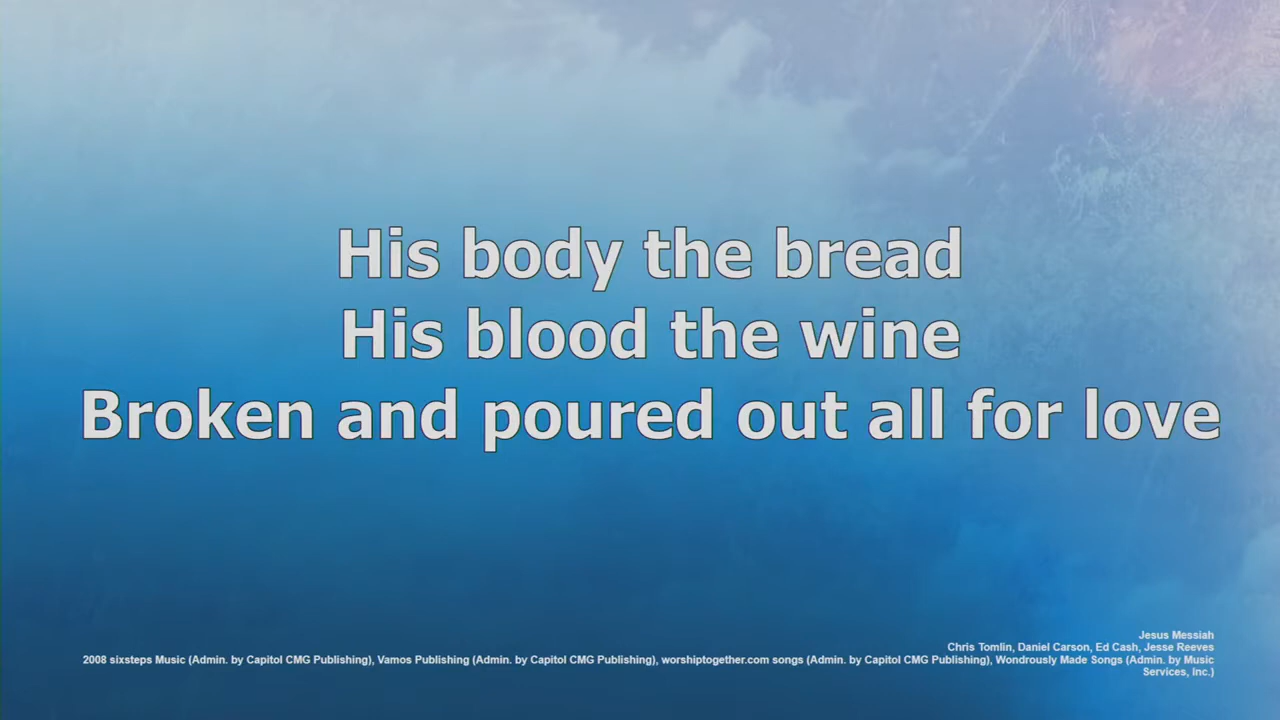 His body the bread
His blood the wine
Broken and poured out all for love
Jesus Messiah
Chris Tomlin, Daniel Carson, Ed Cash, Jesse Reeves
2008 sixsteps Music (Admin. by Capitol CMG Publishing), Vamos Publishing (Admin. by Capitol CMG Publishing), worshiptogether.com songs (Admin. by Capitol CMG Publishing), Wondrously Made Songs (Admin. by Music
Services, Inc.)